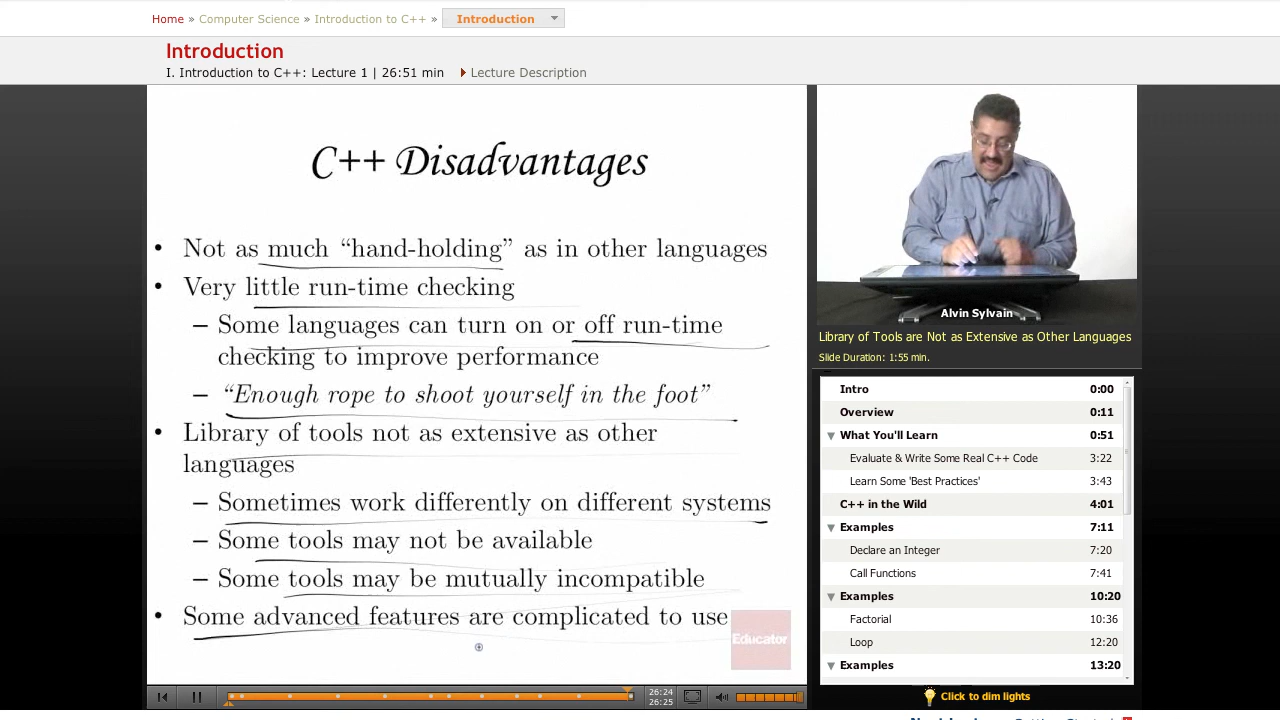 Home » Computer Science » Introduction to C++ » Introduction
Introduction
I. Introduction to C++: Lecture 1 | 26:51 min Lecture Description
C++ Disadvantages
• Not as much “hand-holding” as in other languages
• Very little run-time checking
– Some languages can turn on or off run-time
checking to improve performance
– “Enough rope to shoot yourself in the foot”
• Library of tools not as extensive as other
languages
– Sometimes work differently on different systems
– Some tools may not be available
– Some tools may be mutually incompatible
• Some advanced features are complicated to use
Educator
26:24
26:25
Alvin Sylvain
Library of Tools are Not as Extensive as Other Languages
Slide Duration: 1:55 min.
Intro 0:00
Overview 0:11
What You'll Learn 0:51
Evaluate & Write Some Real C++ Code 3:22
Learn Some 'Best Practices' 3:43
C++ in the Wild 4:01
Examples 7:11
Declare an Integer 7:20
Call Functions 7:41
Examples 10:20
Factorial 10:36
Loop 12:20
Examples 13:20
Click to dim lights